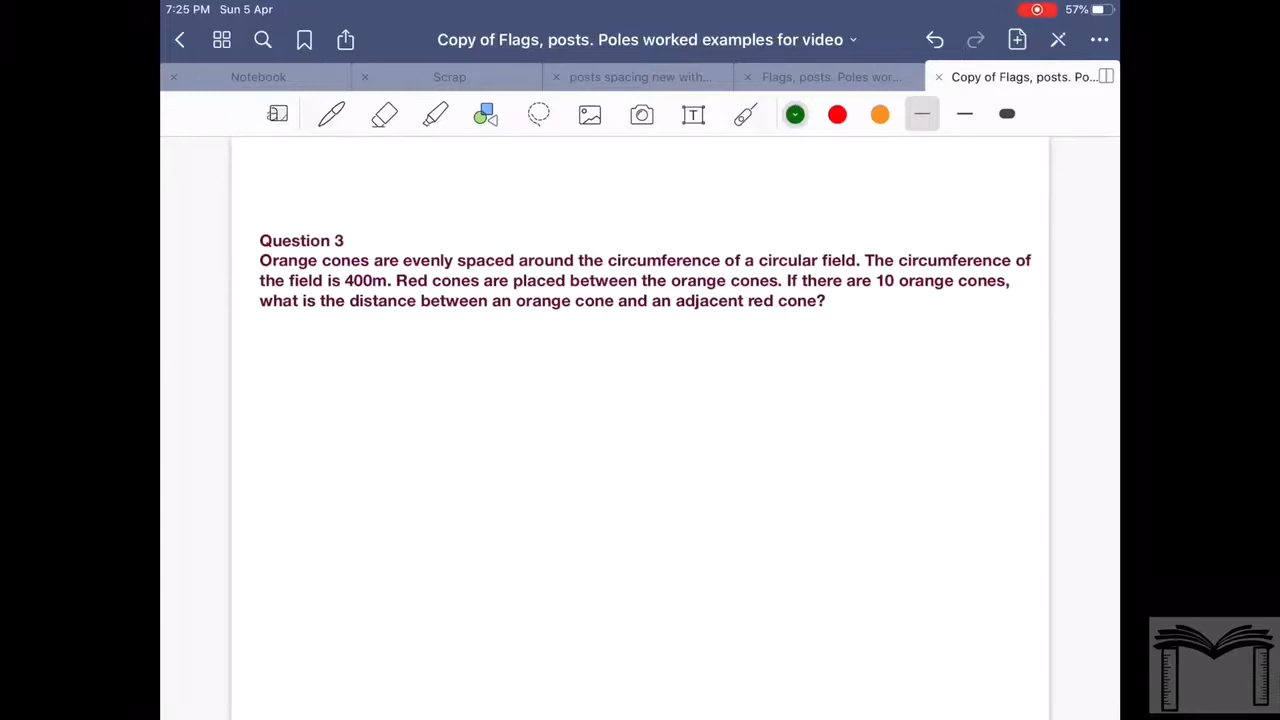 7:25 PM Sun 5 Apr
57%
Copy of Flags, posts. Poles worked examples for video
Notebook
Scrap
posts spacing new with...
Flags, posts. Poles wor...
Copy of Flags, posts. Po...
T
Question 3
Orange cones are evenly spaced around the circumference of a circular field. The circumference of
the field is 400m. Red cones are placed between the orange cones. If there are 10 orange cones,
what is the distance between an orange cone and an adjacent red cone?